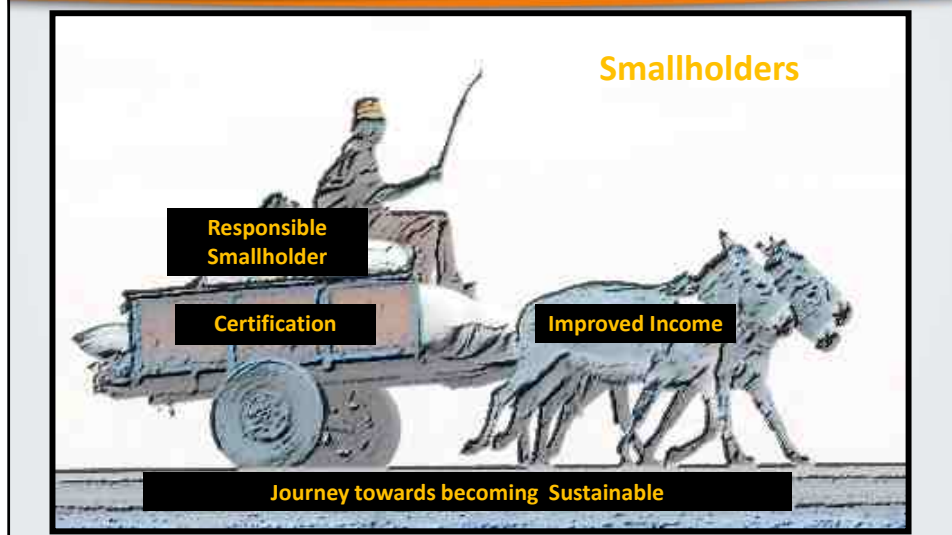 Smallholders
Responsible
Smallholder
Certification
Improved Income
Journey towards becoming  Sustainable